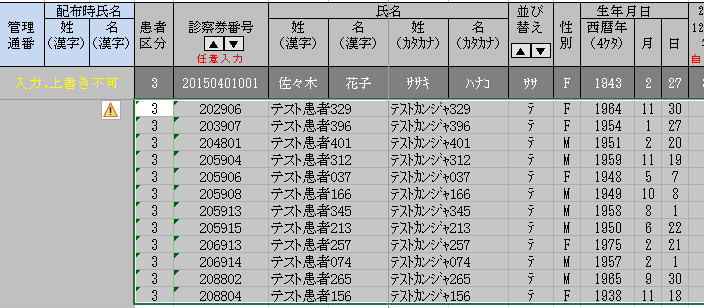 管理通番 配布時氏名 姓(漢字) 名(漢字) 患者区分 診察券番号 ▲ ▼ 任意入力 氏名 姓(漢字) 名(漢字) 姓(ｶﾀｶﾅ) 名(ｶﾀｶﾅ) 並び替え ▲ ▼ 性別 生年月日 西暦年(4ｹﾀ) 月 日 2 12 自
入力,上書き不可 3 20150401001 佐々木 花子 ｻｻｷ ﾊﾅｺ ｻｻ F 1943 2 27 3
3 202906 テスト患者329 ﾃｽﾄｶﾝｼﾞｬ329 ﾃ F 1964 11 30
3 203907 テスト患者396 ﾃｽﾄｶﾝｼﾞｬ396 ﾃ F 1954 1 27
3 204801 テスト患者401 ﾃｽﾄｶﾝｼﾞｬ401 ﾃ M 1951 2 20
3 205904 テスト患者312 ﾃｽﾄｶﾝｼﾞｬ312 ﾃ M 1959 11 19
3 205906 テスト患者037 ﾃｽﾄｶﾝｼﾞｬ037 ﾃ F 1948 5 7
3 205908 テスト患者166 ﾃｽﾄｶﾝｼﾞｬ166 ﾃ M 1949 10 8
3 205913 テスト患者345 ﾃｽﾄｶﾝｼﾞｬ345 ﾃ M 1958 8 1
3 205915 テスト患者213 ﾃｽﾄｶﾝｼﾞｬ213 ﾃ M 1950 6 22
3 206913 テスト患者257 ﾃｽﾄｶﾝｼﾞｬ257 ﾃ F 1975 2 21
3 206914 テスト患者074 ﾃｽﾄｶﾝｼﾞｬ074 ﾃ M 1957 2 1
3 208802 テスト患者265 ﾃｽﾄｶﾝｼﾞｬ265 ﾃ M 1965 9 30
3 208804 テスト患者156 ﾃｽﾄｶﾝｼﾞｬ156 ﾃ F 1938 11 18